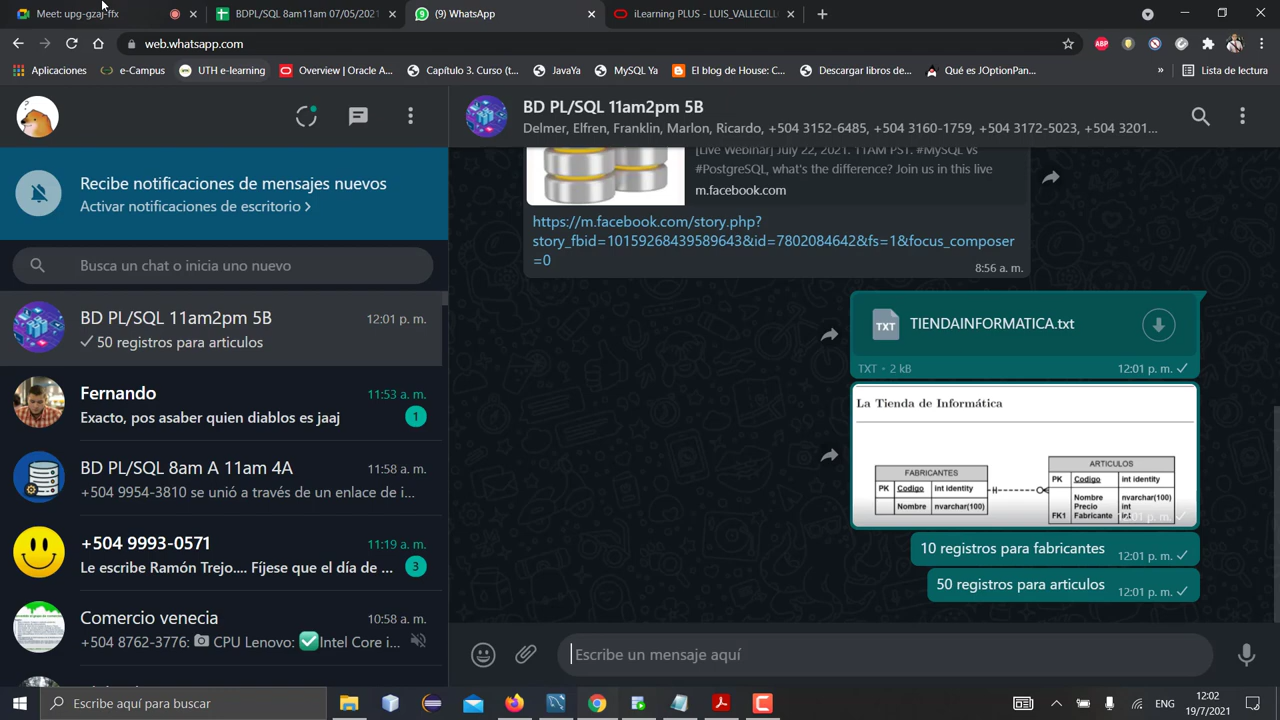 Meet: upg-gzaj-ffx
BDPL/SQL 8am11am 07/05/2021
(3) WhatsApp
iLearning PLUS - LUIS_VALLECILL
web.whatsapp.com
Aplicaciones
e-Campus
UTH e-learning
Overview | Oracle A...
Capítulo 3. Curso (t...
JavaYa
MySQL Ya
El blog de House: C...
Descargar libros de...
Qué es JOptionPan...
»
Lista de lectura
BD PL/SQL 11am2pm 5B
Delmer, Elfren, Franklin, Marlon, Ricardo, +504 3152-6485, +504 3160-1759, +504 3172-5023, +504 3201...
Recibe notificaciones de mensajes nuevos
Activar notificaciones de escritorio >
Busca un chat o inicia uno nuevo
BD PL/SQL 11am2pm 5B
12:01 p. m.
50 registros para articulos
Fernando
11:53 a. m.
Exacto, pos asaber quien diablos es jaaj
1
BD PL/SQL 8am A 11am 4A
11:58 a. m.
+504 9954-3810 se unió a través de un enlace de i...
+504 9993-0571
11:19 a. m.
Le escribe Ramón Trejo.... Fíjese que el día de ...
3
Comercio venecia
10:58 a. m.
+504 8762-3776: CPU Lenovo: ✅Intel Core i...
[Live Webinar] July 22, 2021. 11AM PST. #MySQL Vs
#PostgreSQL, what's the difference? Join us in this live
m.facebook.com
https://m.facebook.com/story.php?
story_fbid=10159268439589643&id=7802084642&fs=1&focus_composer
=0
8:56 a. m.
TXT
TIENDAINFORMATICA.txt
TXT • 2 kB
12:01 p. m.
La Tienda de Informática
FABRICANTES
PK Codigo int identity
Nombre nvarchar(100)
ARTICULOS
PK Codigo int identity
Nombre nvarchar(100)
Precio int
FK1 Fabricante int
12:01 p. m.
10 registros para fabricantes
12:01 p. m.
50 registros para articulos
12:01 p. m.
Escribe un mensaje aquí
Escribe aquí para buscar
ENG
12:02
19/7/2021